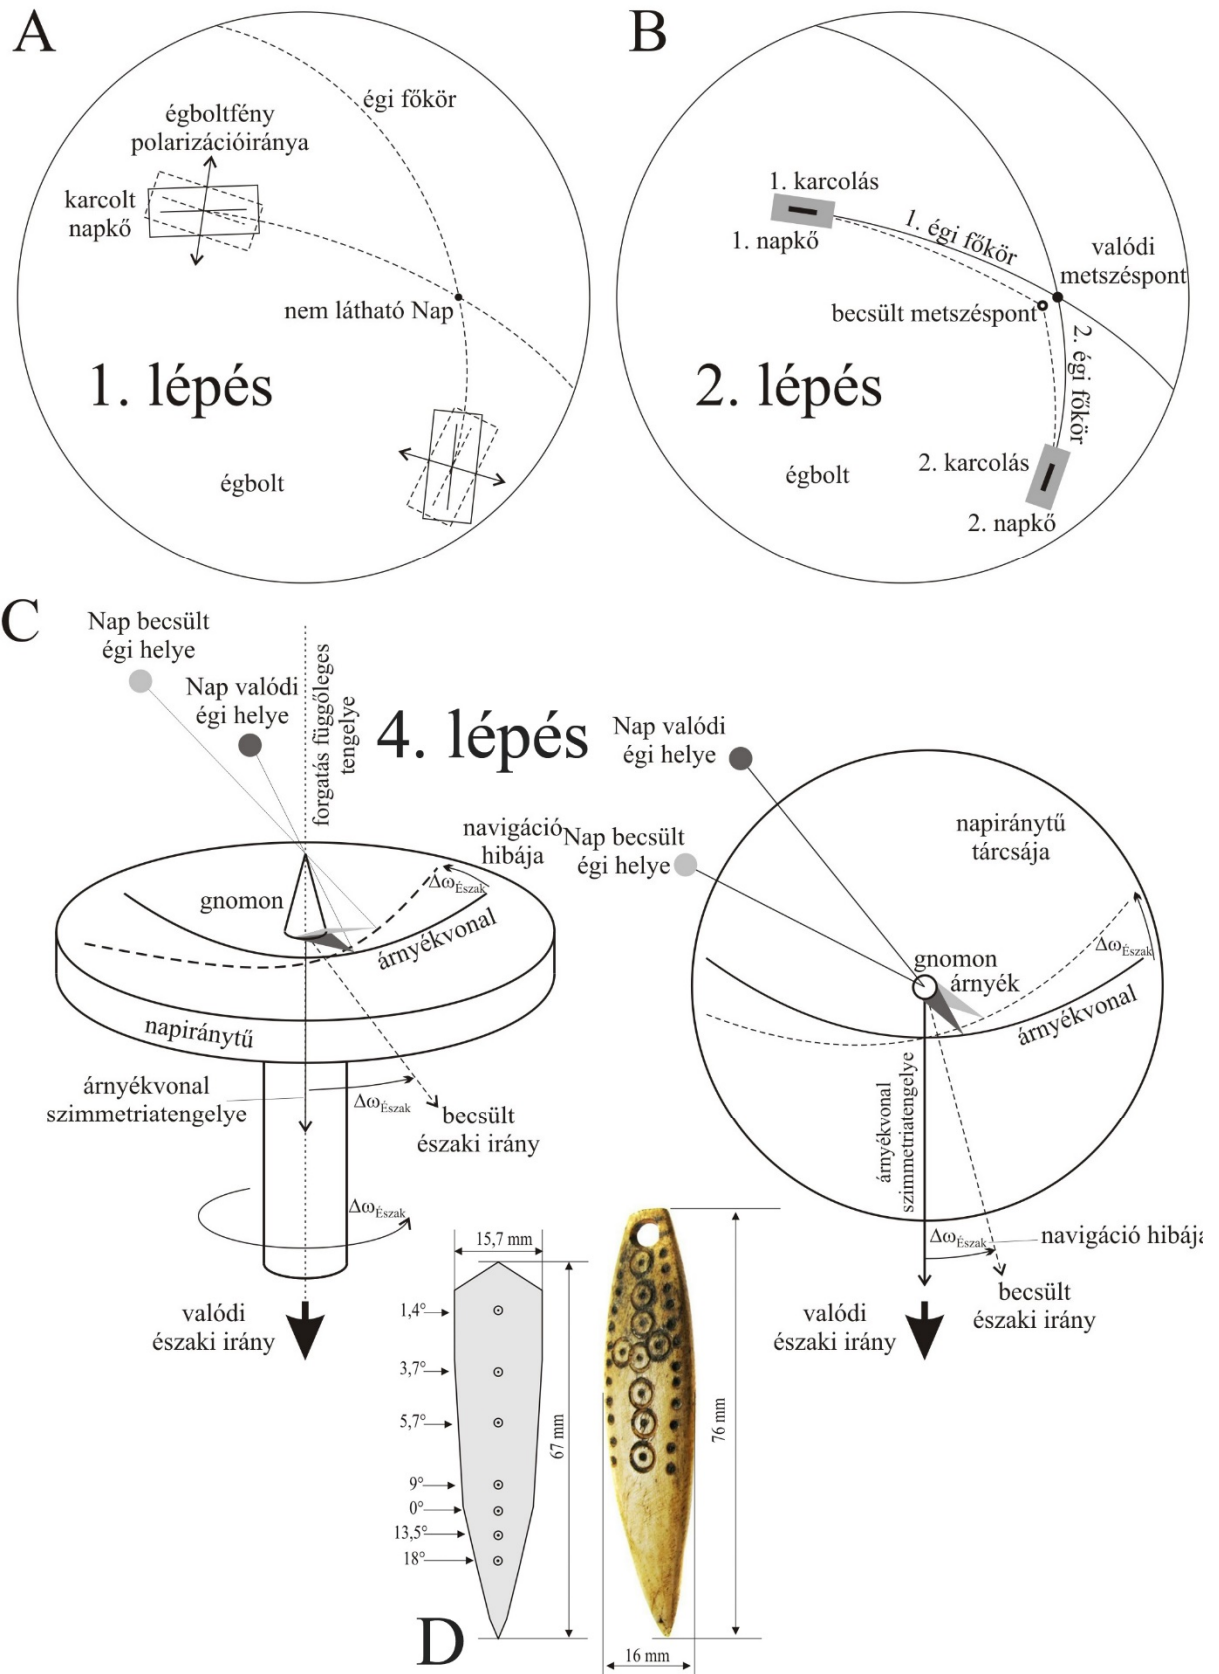 A
égi főkör
égboltfény
polarizációiránya
karcolt
napkő
nem látható Nap
1. lépés
égbolt
B
1. karcolás
1. napkő
1. égi főkör
valódi
metszéspont
becsült metszéspont
2. égi főkör
2. lépés
2. karcolás
égbolt
2. napkő
C
Nap becsült
égi helye
Nap valódi
égi helye
forgatás függőleges
tengelye
4. lépés
navigáció
hibája
ΔωÉszak
gnomon
árnyékvonal
napiránytű
árnyékvonal
szimmetriatengelye
ΔωÉszak
becsült
északi irány
ΔωÉszak
valódi
északi irány
Nap valódi
égi helye
Nap becsült
égi helye
napiránytű
tárcsája
ΔωÉszak
gnomon
árnyék
árnyékvonal
árnyékvonal
szimmetriatengelye
ΔωÉszak
navigáció hibája
becsült
északi irány
valódi
északi irány
15,7 mm
1,4°
3,7°
5,7°
9°
0°
13,5°
18°
67 mm
76 mm
D
16 mm